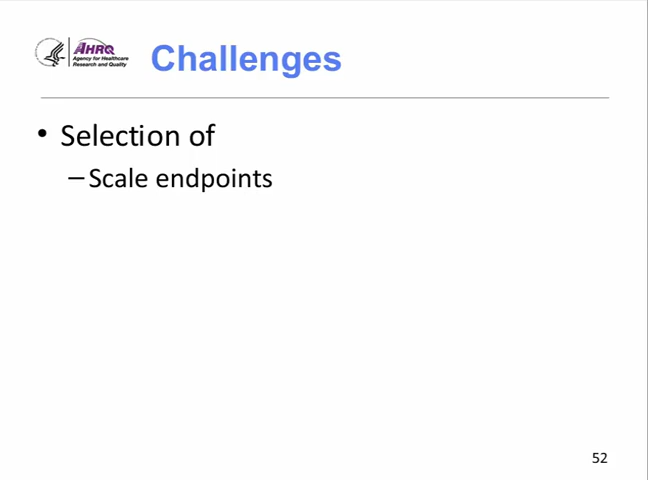 AHRQ
Agency for Healthcare
Research and Quality
Challenges
• Selection of
– Scale endpoints
52